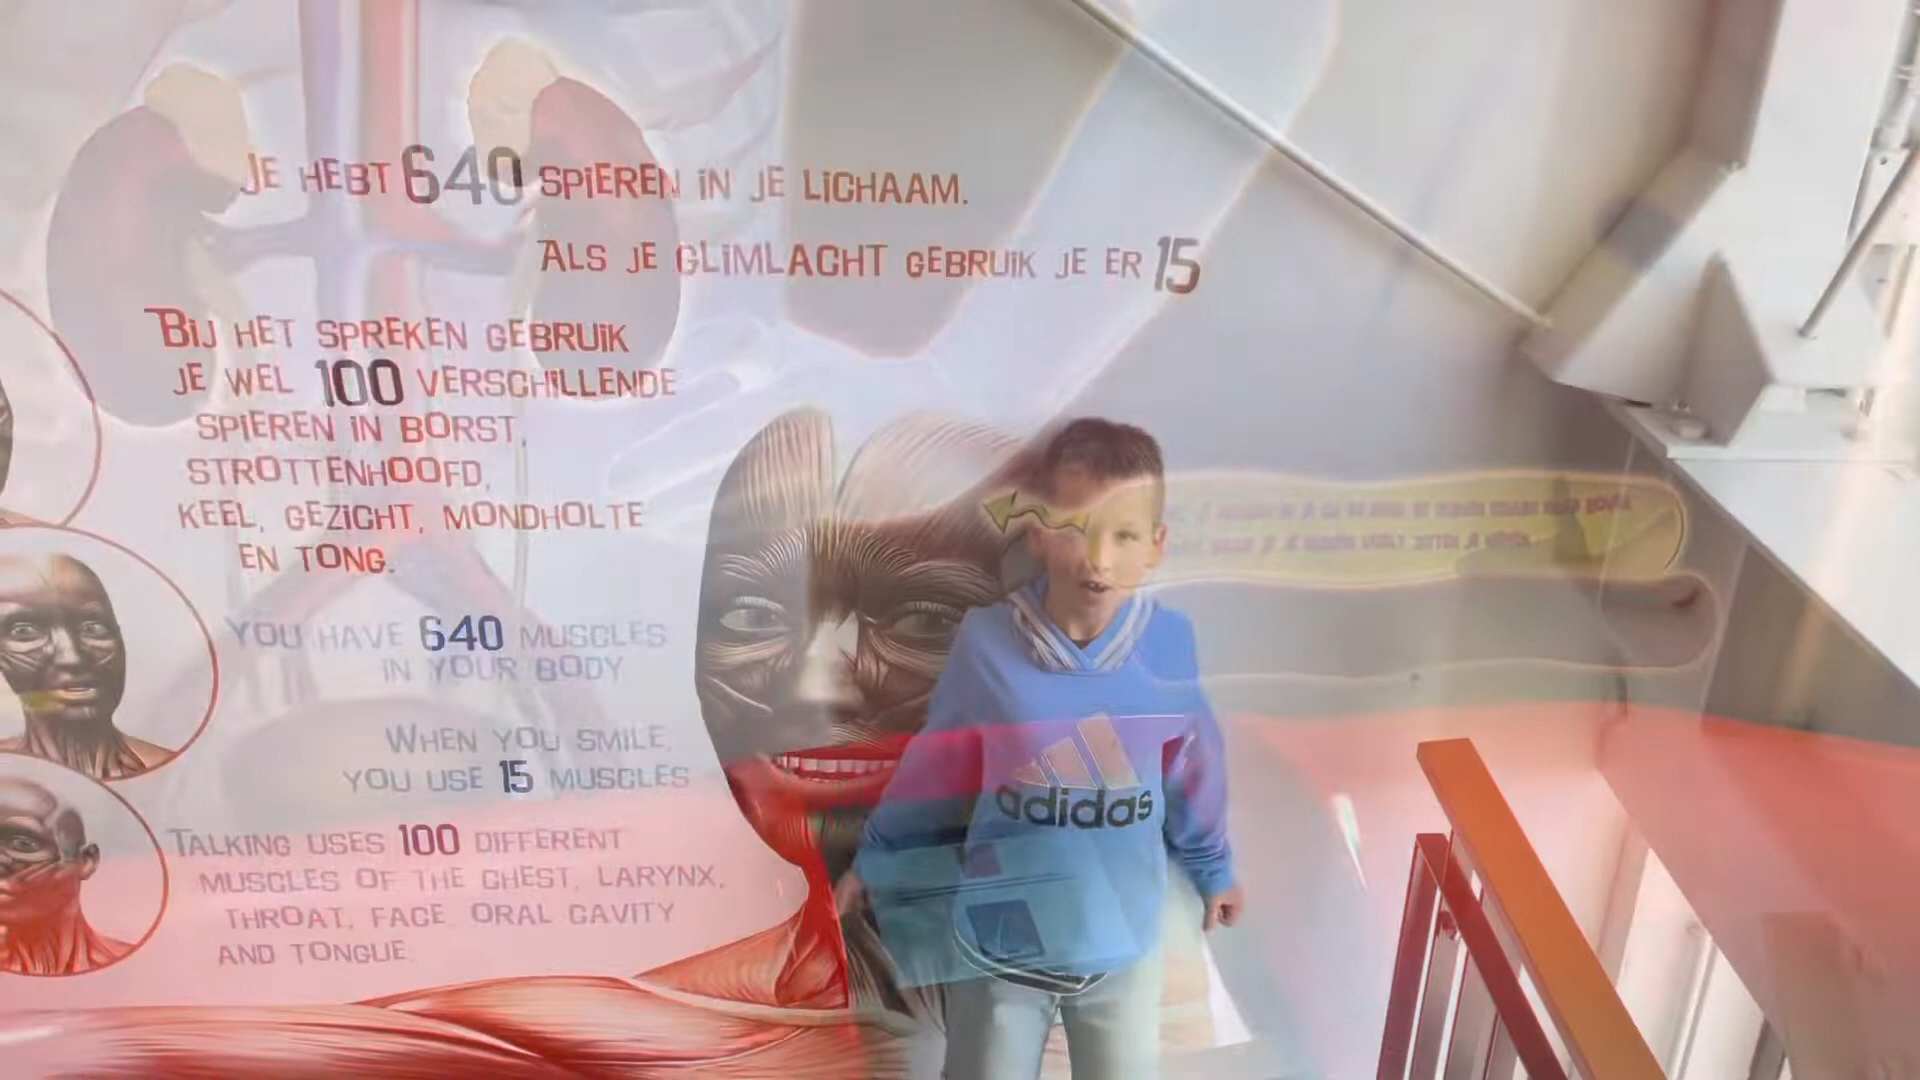 JE HEBT 640 SPIEREN IN JE LICHAAM.
ALS JE GLIMLACHT GEBRUIK JE ER 15
BIJ HET SPREKEN GEBRUIK
JE WEL 100 VERSCHILLENDE
SPIEREN IN BORST,
STROTTENHOOFD,
KEEL, GEZICHT, MONDHOLTE
EN TONG.
YOU HAVE 640 MUSCLES
IN YOUR BODY
WHEN YOU SMILE,
YOU USE 15 MUSCLES
TALKING USES 100 DIFFERENT
MUSCLES OF THE CHEST, LARYNX,
THROAT, FACE ORAL CAVITY
AND TONGUE
adidas